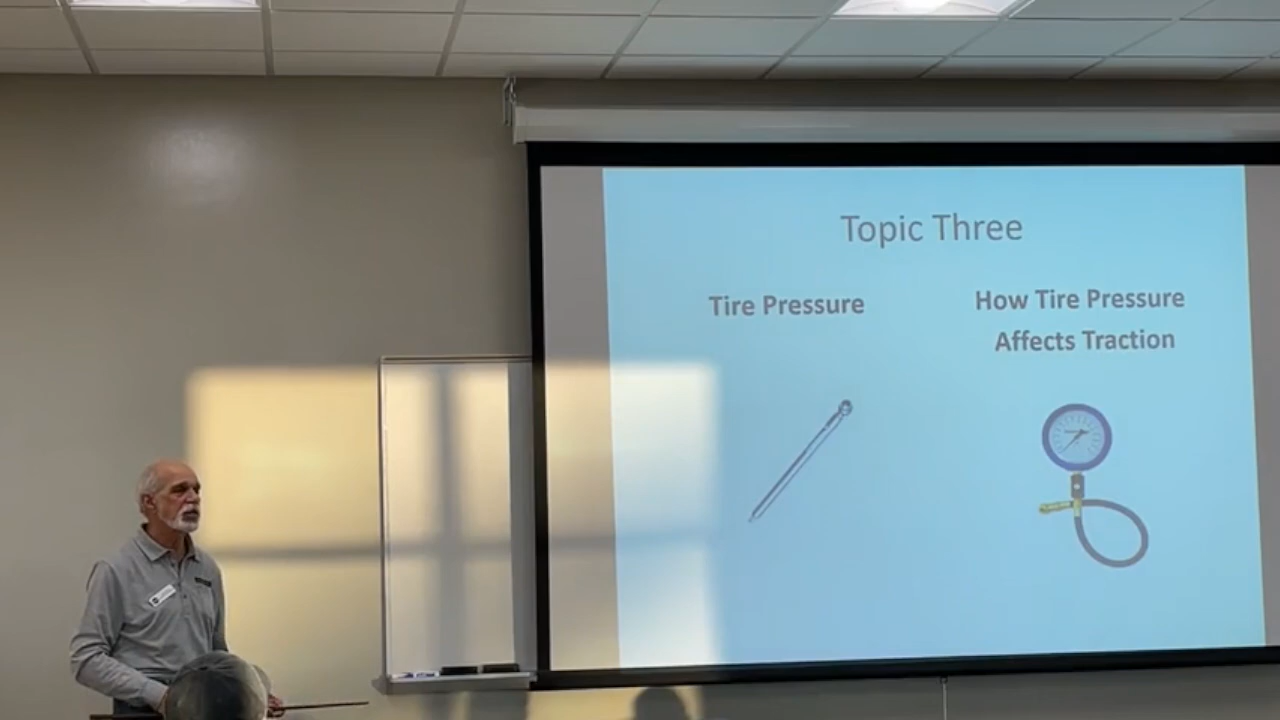 Topic Three
Tire Pressure
How Tire Pressure
Affects Traction